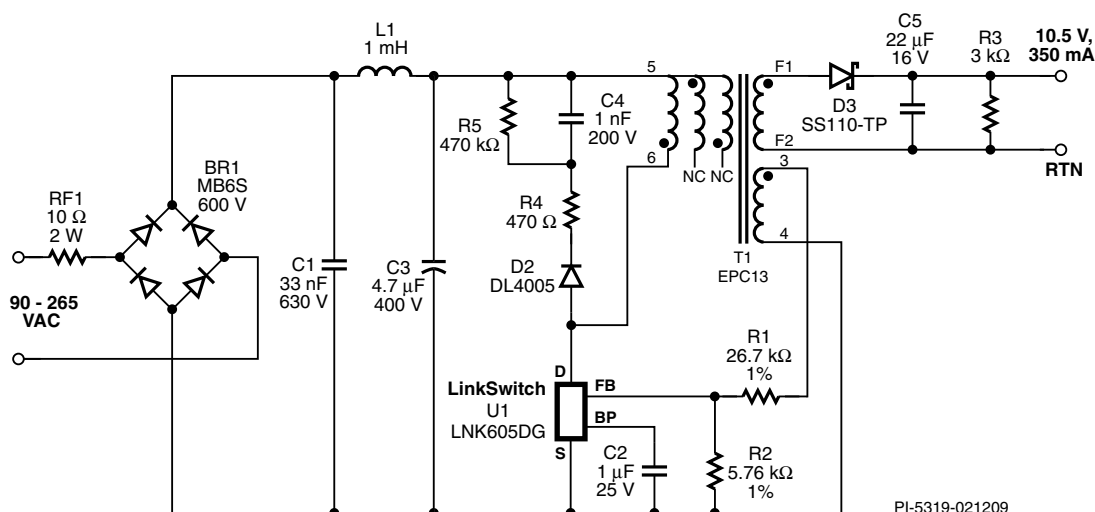 L1
1 mH
C5
22 µF
16 V
R3
3 kΩ
10.5 V,
350 mA
5
F1
R5
470 kΩ
C4
1 nF
200 V
D3
SS110-TP
F2
6
NC NC
3
RTN
BR1
MB6S
600 V
RF1
10 Ω
2 W
R4
470 Ω
4
T1
EPC13
90 - 265
VAC
C1
33 nF
630 V
C3
4.7 µF
400 V
D2
DL4005
R1
26.7 kΩ
1%
D
FB
LinkSwitch
U1
LNK605DG
BP
S
C2
1 µF
25 V
R2
5.76 kΩ
1%
PI-5319-021209